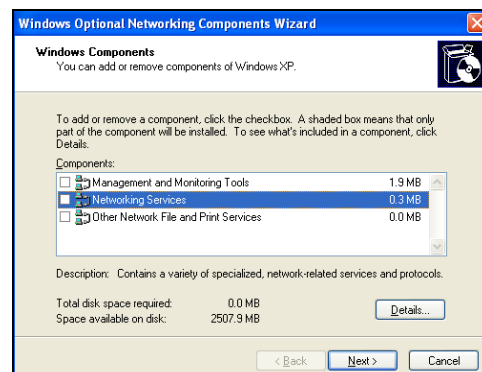 Windows Optional Networking Components Wizard
Windows Components
You can add or remove components of Windows XP.
To add or remove a component, click the checkbox. A shaded box means that only
part of the component will be installed. To see what's included in a component, click
Details.
Components:
Management and Monitoring Tools 1.9 MB
Networking Services 0.3 MB
Other Network File and Print Services 0.0 MB
Description: Contains a variety of specialized, network-related services and protocols.
Total disk space required: 0.0 MB
Space available on disk: 2507.9 MB
Details...
< Back Next > Cancel